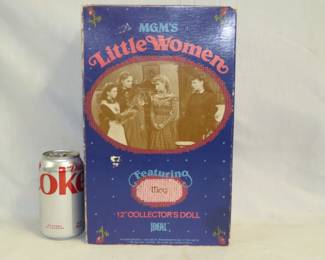 MGM'S
Little Women
Featuring
Meg
12" COLLECTOR'S DOLL
IDEAL
Coke